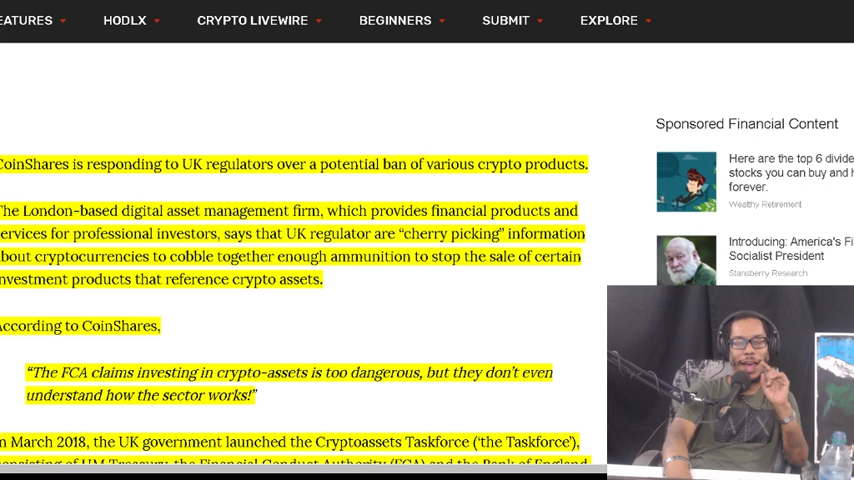 EATURES HODLX CRYPTO LIVEWIRE BEGINNERS SUBMIT EXPLORE
CoinShares is responding to UK regulators over a potential ban of various crypto products.
The London-based digital asset management firm, which provides financial products and
services for professional investors, says that UK regulator are “cherry picking” information
about cryptocurrencies to cobble together enough ammunition to stop the sale of certain
investment products that reference crypto assets.
According to CoinShares,
“The FCA claims investing in crypto-assets is too dangerous, but they don’t even
understand how the sector works!”
In March 2018, the UK government launched the Cryptoassets Taskforce (‘the Taskforce’),
consisting of HM Treasury, the Financial Conduct Authority (FCA) and the Bank of England
Sponsored Financial Content
Here are the top 6 divide
stocks you can buy and h
forever.
Wealthy Retirement
Introducing: America's Fi
Socialist President
Stansberry Research